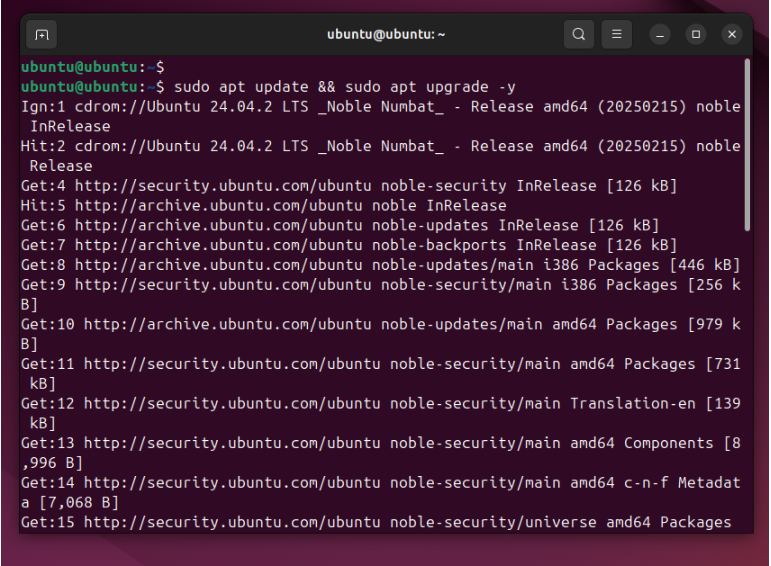 ubuntu@ubuntu: ~
ubuntu@ubuntu:~$
ubuntu@ubuntu:~$ sudo apt update && sudo apt upgrade -y
Ign:1 cdrom://Ubuntu 24.04.2 LTS _Noble Numbat_ - Release amd64 (20250215) noble
 InRelease
Hit:2 cdrom://Ubuntu 24.04.2 LTS _Noble Numbat_ - Release amd64 (20250215) noble
 Release
Get:4 http://security.ubuntu.com/ubuntu noble-security InRelease [126 kB]
Hit:5 http://archive.ubuntu.com/ubuntu noble InRelease
Get:6 http://archive.ubuntu.com/ubuntu noble-updates InRelease [126 kB]
Get:7 http://archive.ubuntu.com/ubuntu noble-backports InRelease [126 kB]
Get:8 http://archive.ubuntu.com/ubuntu noble-updates/main i386 Packages [446 kB]
Get:9 http://security.ubuntu.com/ubuntu noble-security/main i386 Packages [256 k
B]
Get:10 http://archive.ubuntu.com/ubuntu noble-updates/main amd64 Packages [979 k
B]
Get:11 http://security.ubuntu.com/ubuntu noble-security/main amd64 Packages [731
 kB]
Get:12 http://security.ubuntu.com/ubuntu noble-security/main Translation-en [139
 kB]
Get:13 http://security.ubuntu.com/ubuntu noble-security/main amd64 Components [8
,996 B]
Get:14 http://security.ubuntu.com/ubuntu noble-security/main amd64 c-n-f Metadat
a [7,068 B]
Get:15 http://security.ubuntu.com/ubuntu noble-security/universe amd64 Packages